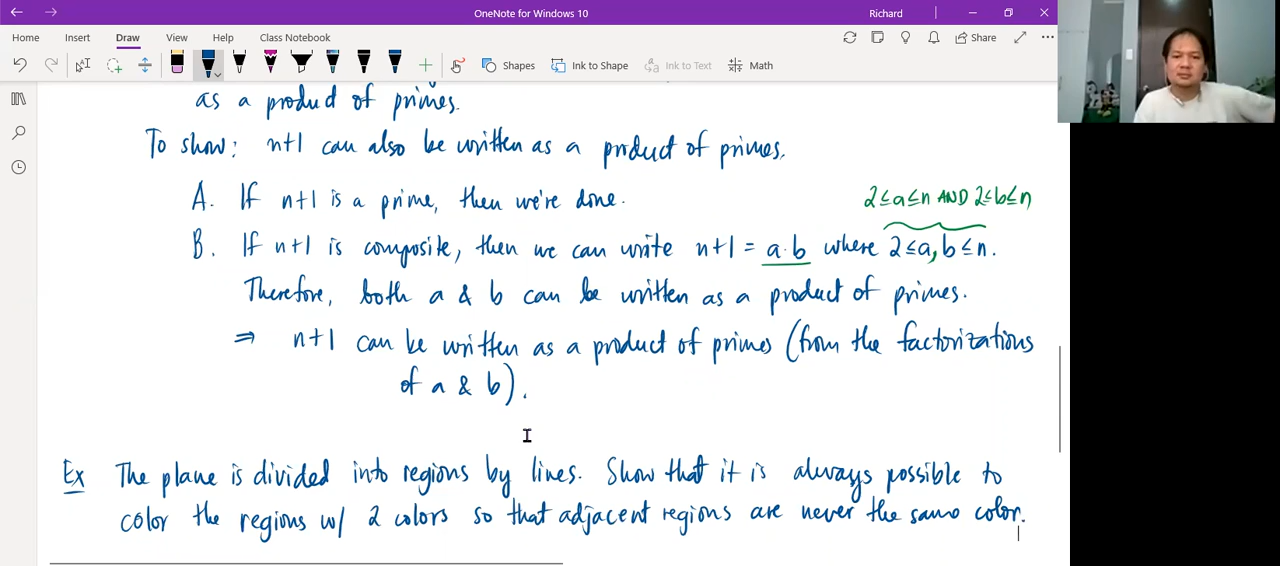 OneNote for Windows 10
Richard
Home Insert Draw View Help Class Notebook
Share
Shapes Ink to Shape Ink to Text Math
as a product of primes.
To show: n+1 can also be written as a product of primes.
A. If n+1 is a prime, then we're done.
2≤a≤n AND 2≤b≤n
B. If n+1 is composite, then we can write n+1 = a·b where 2≤a,b≤n.
Therefore, both a & b can be written as a product of primes.
⇒ n+1 can be written as a product of primes (from the factorizations
of a & b).
Ex The plane is divided into regions by lines. Show that it is always possible to
color the regions w/ 2 colors so that adjacent regions are never the same color.